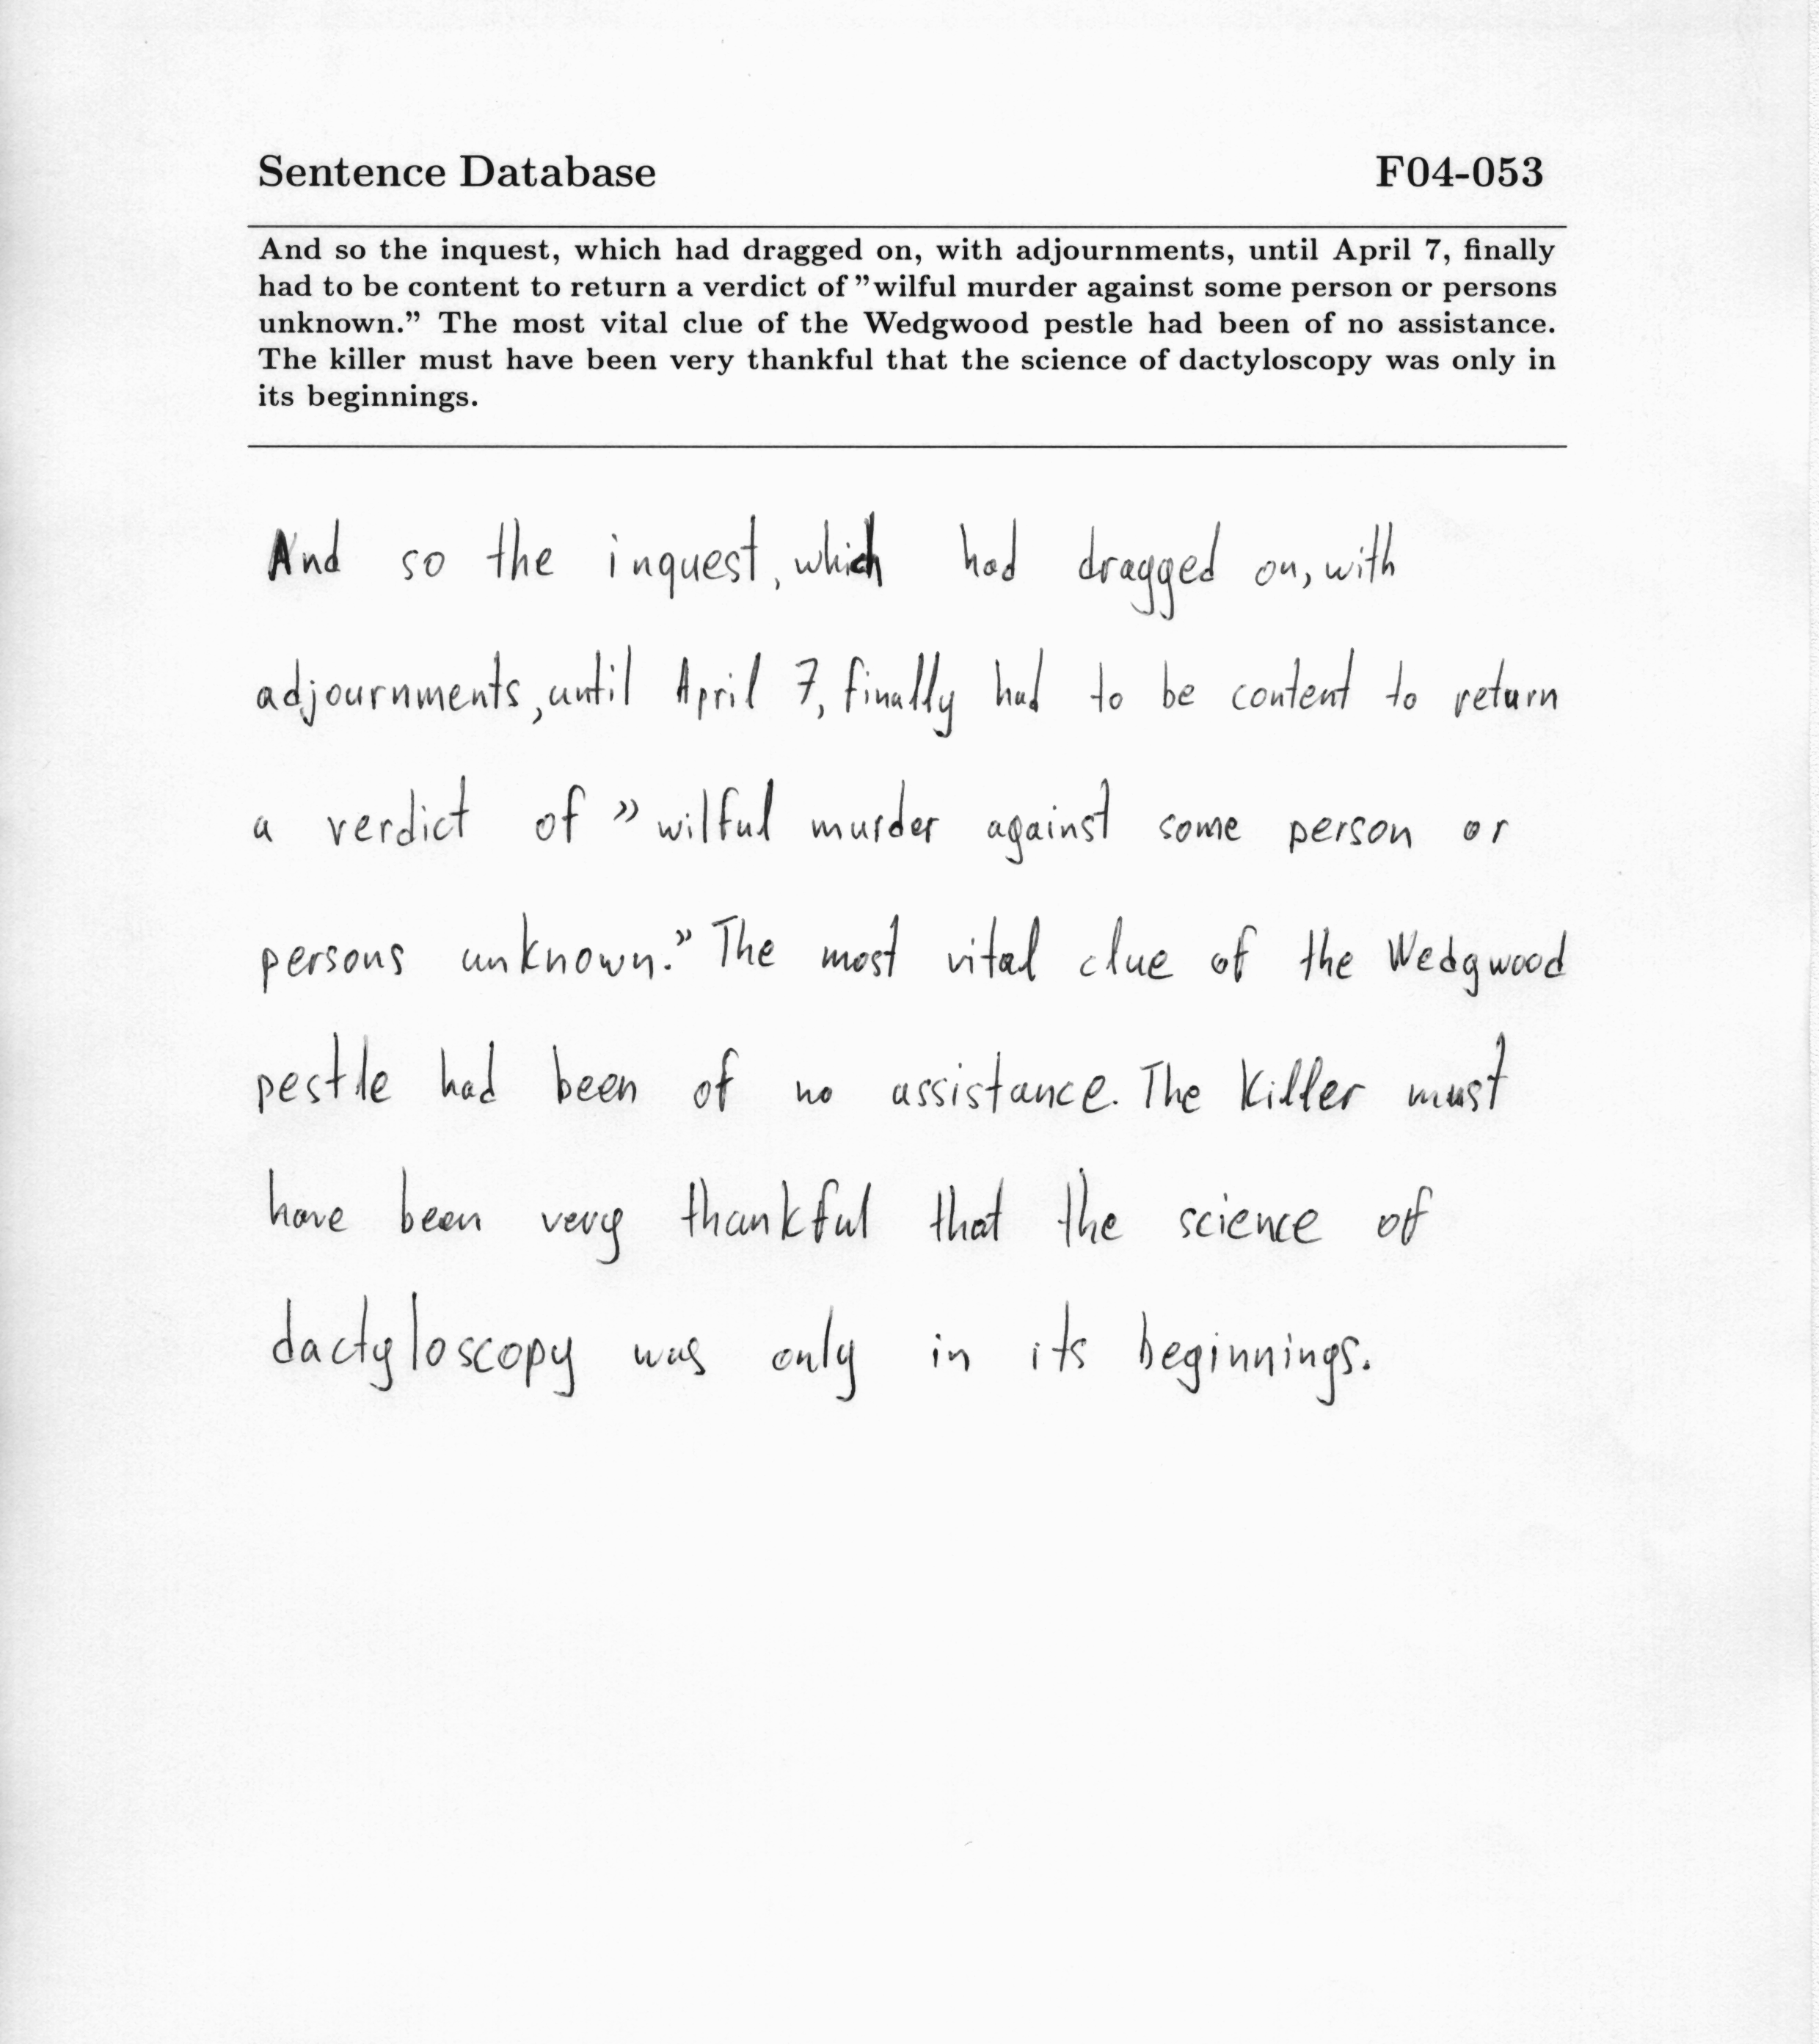 Sentence Database F04-053
And so the inquest, which had dragged on, with adjournments, until April 7, finally
had to be content to return a verdict of "wilful murder against some person or persons
unknown." The most vital clue of the Wedgwood pestle had been of no assistance.
The killer must have been very thankful that the science of dactyloscopy was only in
its beginnings.
And so the inquest, which had dragged on, with
adjournments, until April 7, finally had to be content to return
a verdict of "wilful murder against some person or
persons unknown." The most vital clue of the Wedgwood
pestle had been of no assistance. The killer must
have been very thankful that the science of
dactyloscopy was only in its beginnings.